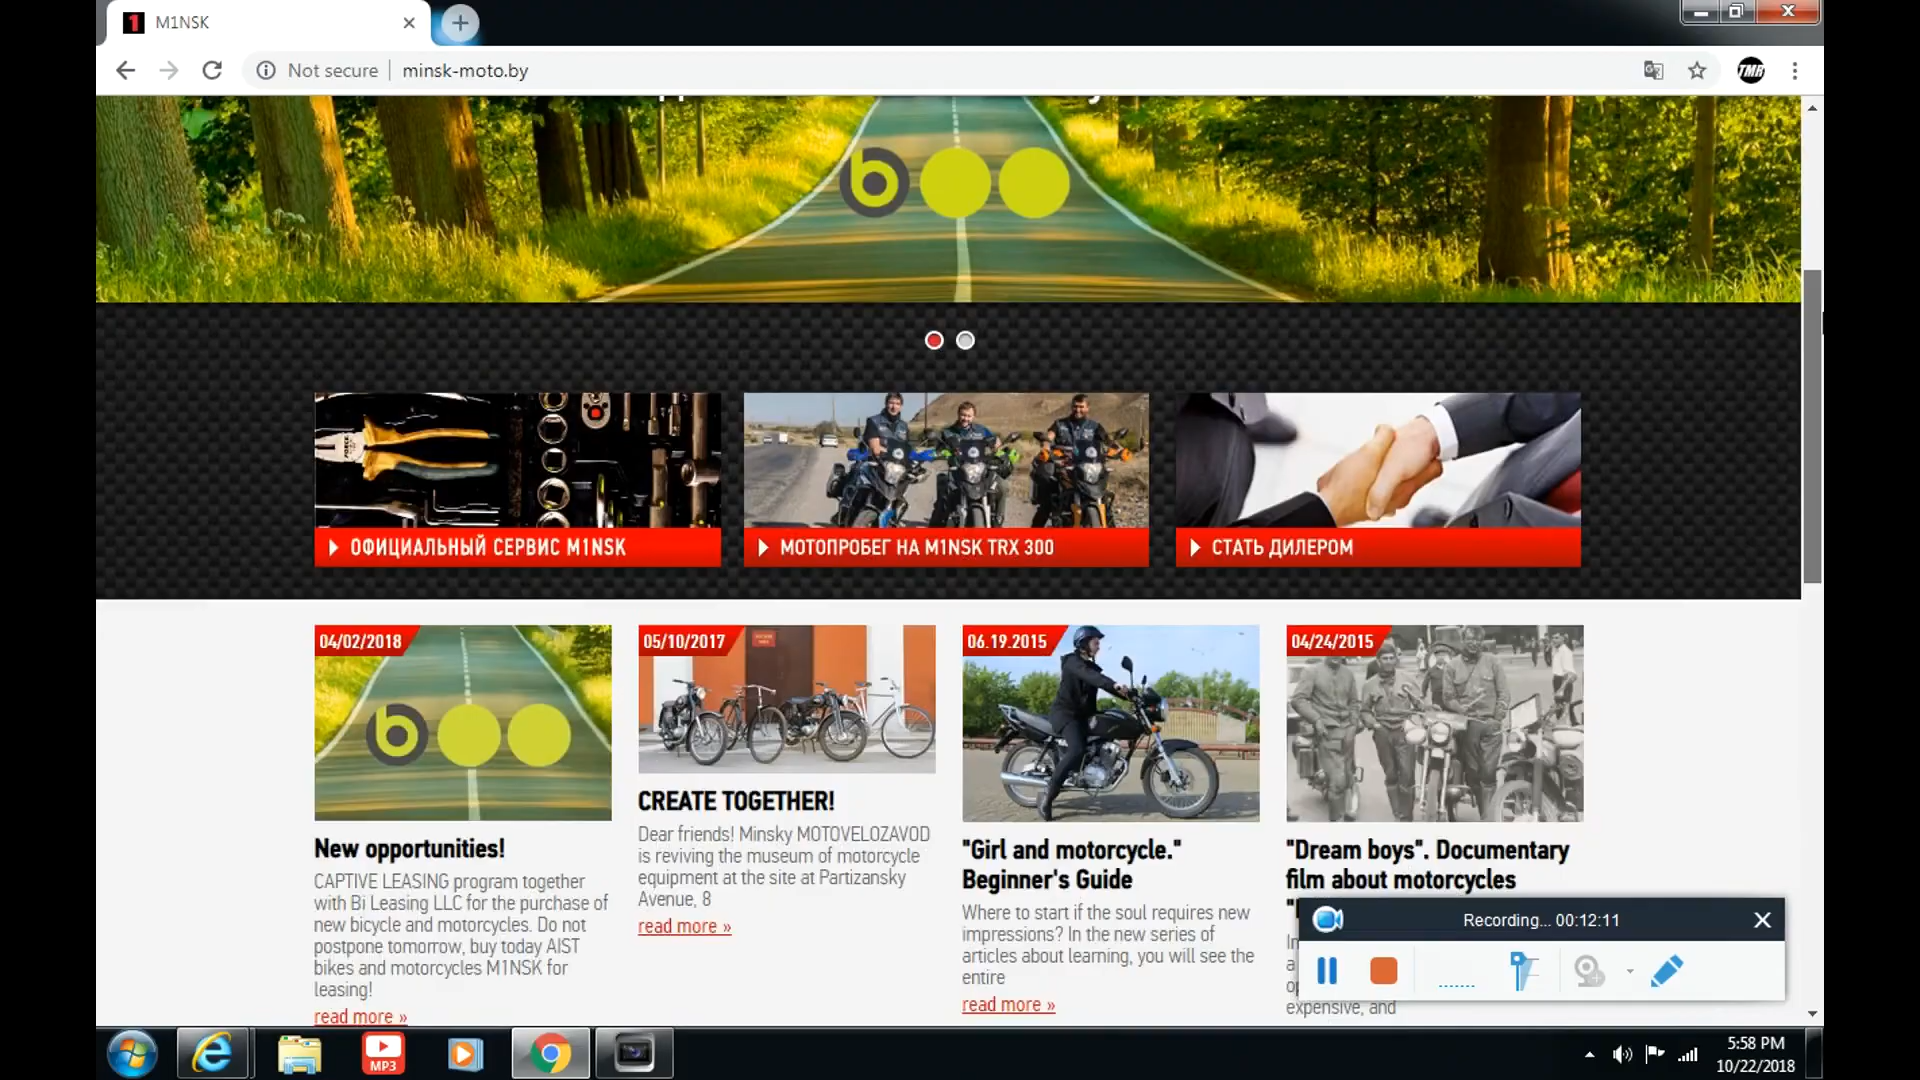 M1NSK
Not secure
minsk-moto.by
TMR
ОФИЦИАЛЬНЫЙ СЕРВИС M1NSK
МОТОПРОБЕГ НА M1NSK TRX 300
СТАТЬ ДИЛЕРОМ
04/02/2018
New opportunities!
CAPTIVE LEASING program together
with Bi Leasing LLC for the purchase of
new bicycle and motorcycles. Do not
postpone tomorrow, buy today AIST
bikes and motorcycles M1NSK for
leasing!
read more »
05/10/2017
CREATE TOGETHER!
Dear friends! Minsky MOTOVELOZAVOD
is reviving the museum of motorcycle
equipment at the site at Partizansky
Avenue, 8
read more »
06.19.2015
"Girl and motorcycle."
Beginner's Guide
Where to start if the soul requires new
impressions? In the new series of
articles about learning, you will see the
entire
read more »
04/24/2015
"Dream boys". Documentary
film about motorcycles
expensive, and
Recording... 00:12:11
MP3
5:58 PM
10/22/2018